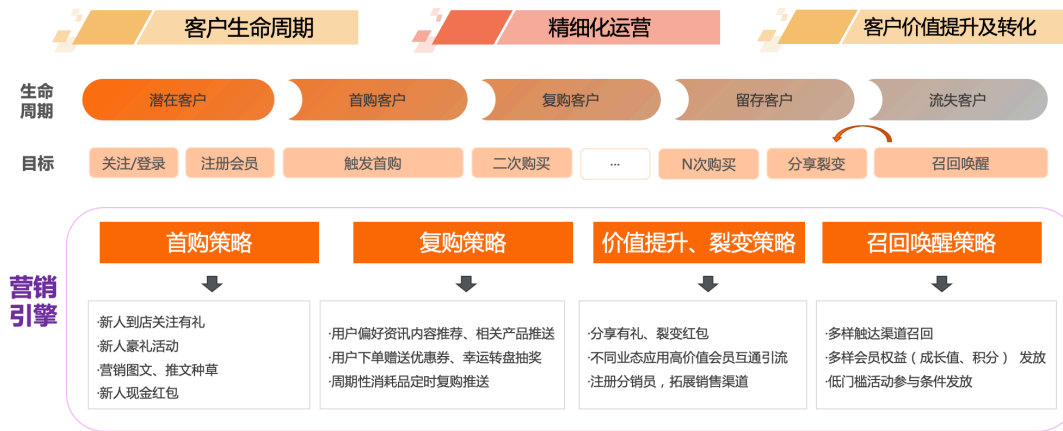 客户生命周期
精细化运营
客户价值提升及转化
生命
周期
潜在客户
首购客户
复购客户
留存客户
流失客户
目标
关注/登录
注册会员
触发首购
二次购买
...
N次购买
分享裂变
召回唤醒
营销
引擎
首购策略
复购策略
价值提升、裂变策略
召回唤醒策略
·新人到店关注有礼
·新人豪礼活动
·营销图文、推文种草
·新人现金红包
·用户偏好资讯内容推荐、相关产品推送
·用户下单赠送优惠券、幸运转盘抽奖
·周期性消耗品定时复购推送
·分享有礼、裂变红包
·不同业态应用高价值会员互通引流
·注册分销员，拓展销售渠道
·多样触达渠道召回
·多样会员权益（成长值、积分） 发放
·低门槛活动参与条件发放